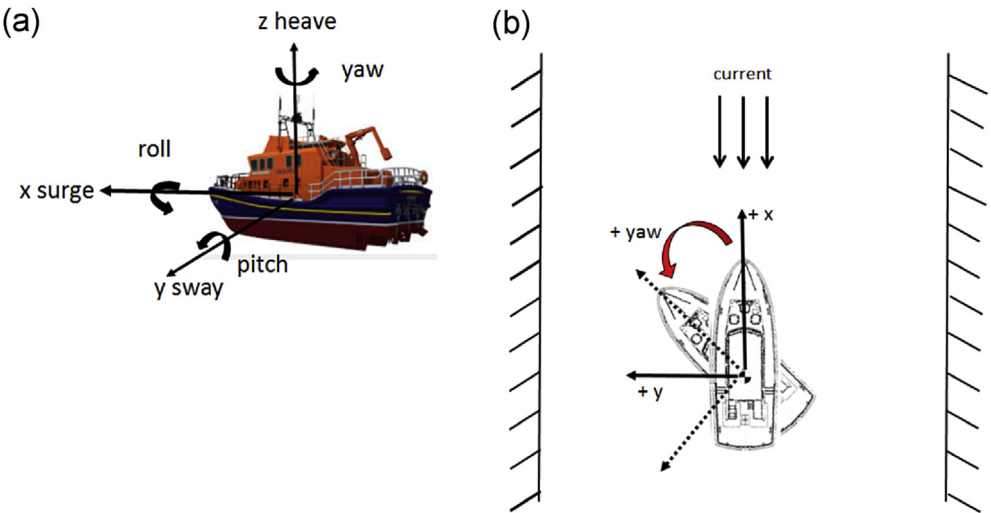 (a)
z heave
yaw
roll
x surge
pitch
y sway
(b)
current
+ x
+ yaw
+ y